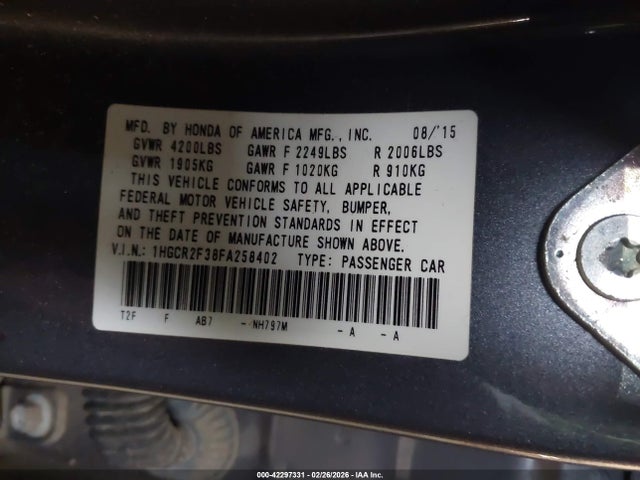 MFD. BY HONDA OF AMERICA MFG., INC. 08/'15
GVWR 4200LBS GAWR F 2249LBS R 2006LBS
GVWR 1905KG GAWR F 1020KG R 910KG
THIS VEHICLE CONFORMS TO ALL APPLICABLE
FEDERAL MOTOR VEHICLE SAFETY, BUMPER,
AND THEFT PREVENTION STANDARDS IN EFFECT
ON THE DATE OF MANUFACTURE SHOWN ABOVE.
V.I.N.: 1HGCR2F38FA258402 TYPE: PASSENGER CAR
T2F F AB7 - NH797M - A - A
000-42297331 | 02/26/2026 | IAA Inc.